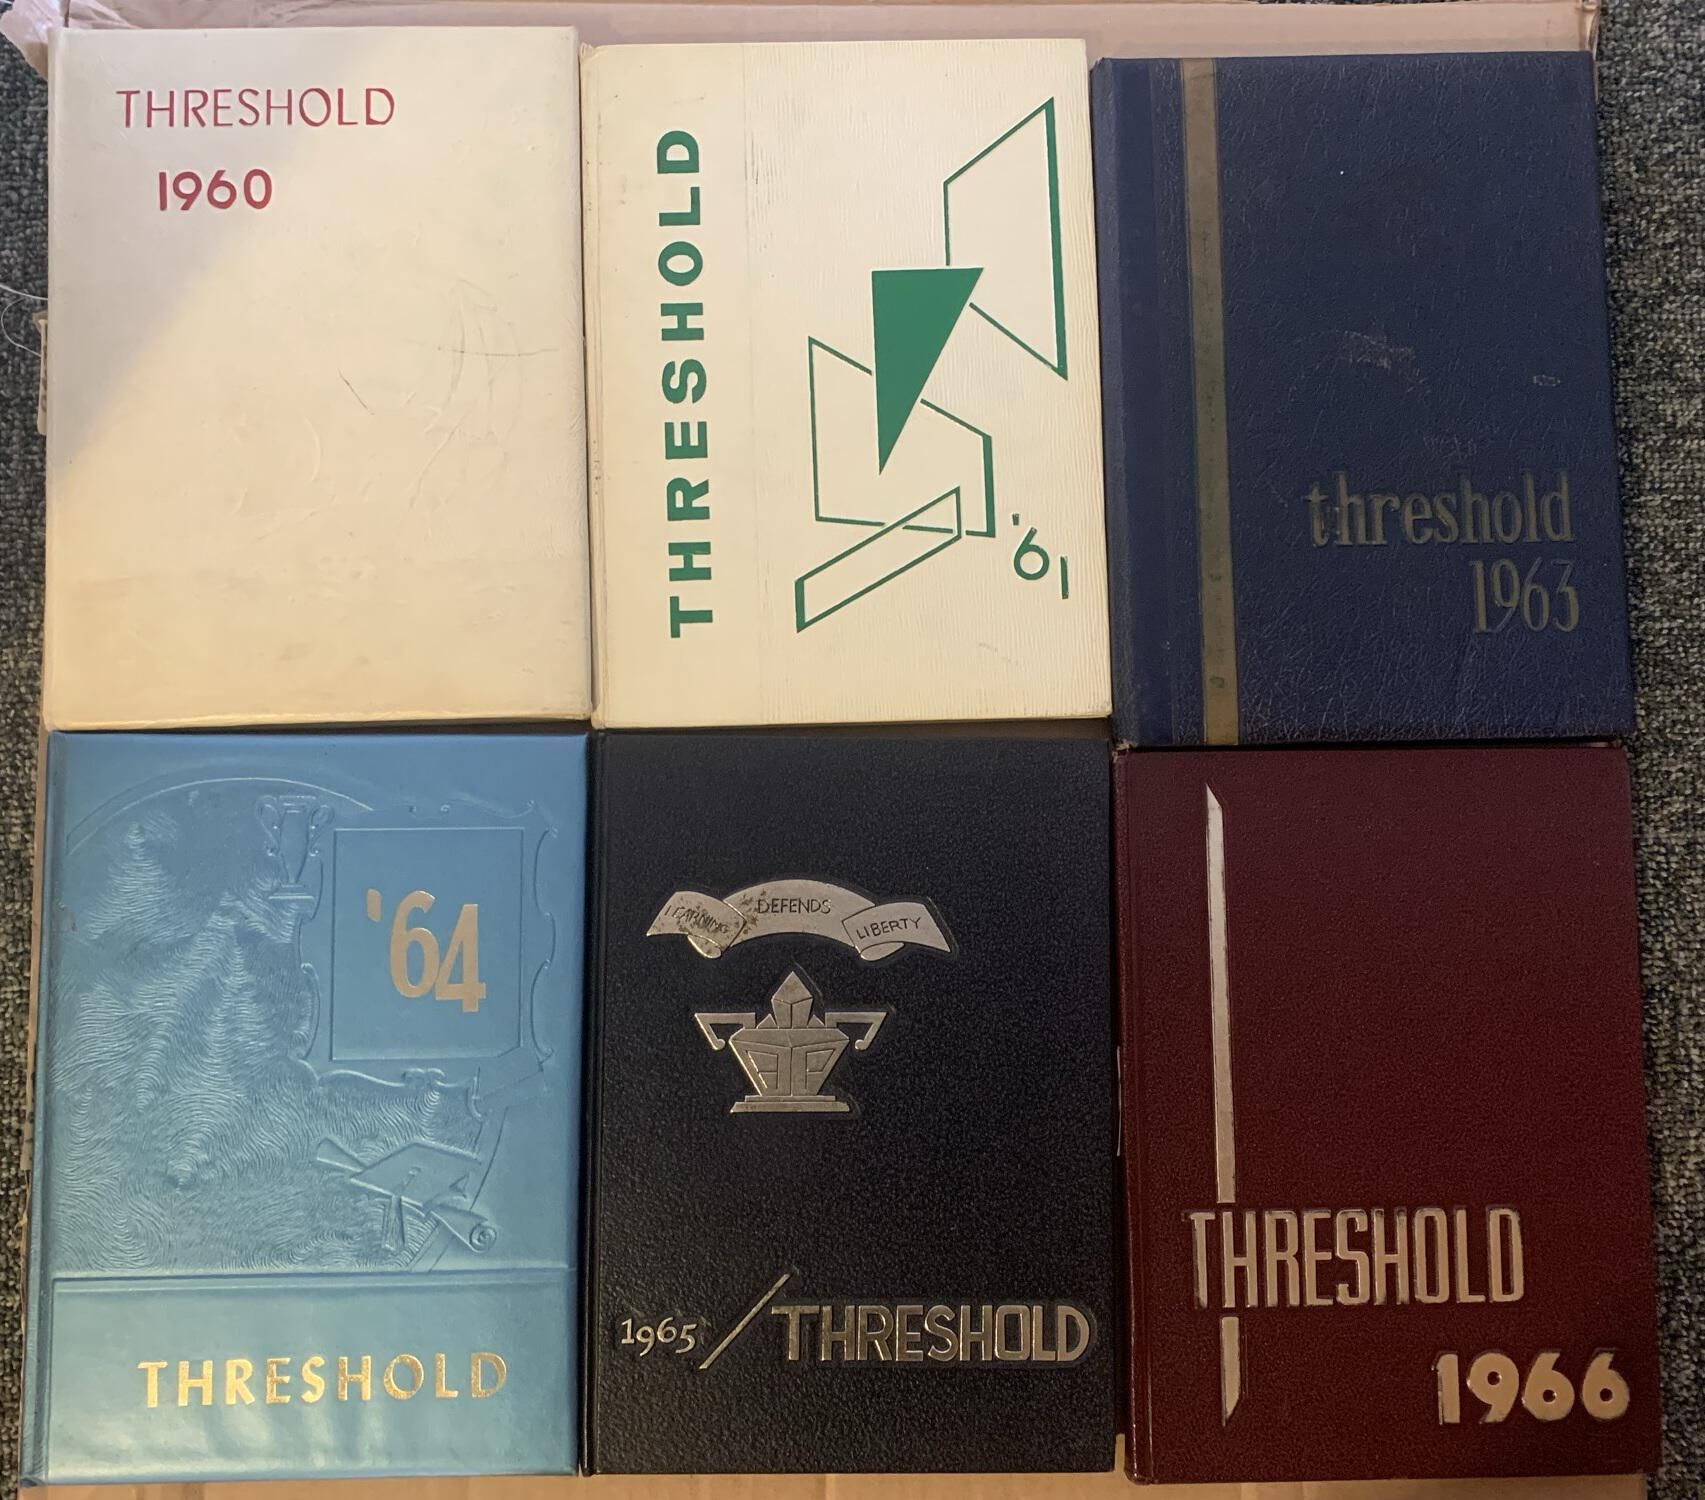 THRESHOLD
1960
THRESHOLD
'61
threshold
1963
'64
THRESHOLD
LEARNING DEFENDS LIBERTY
1965/THRESHOLD
THRESHOLD
1966